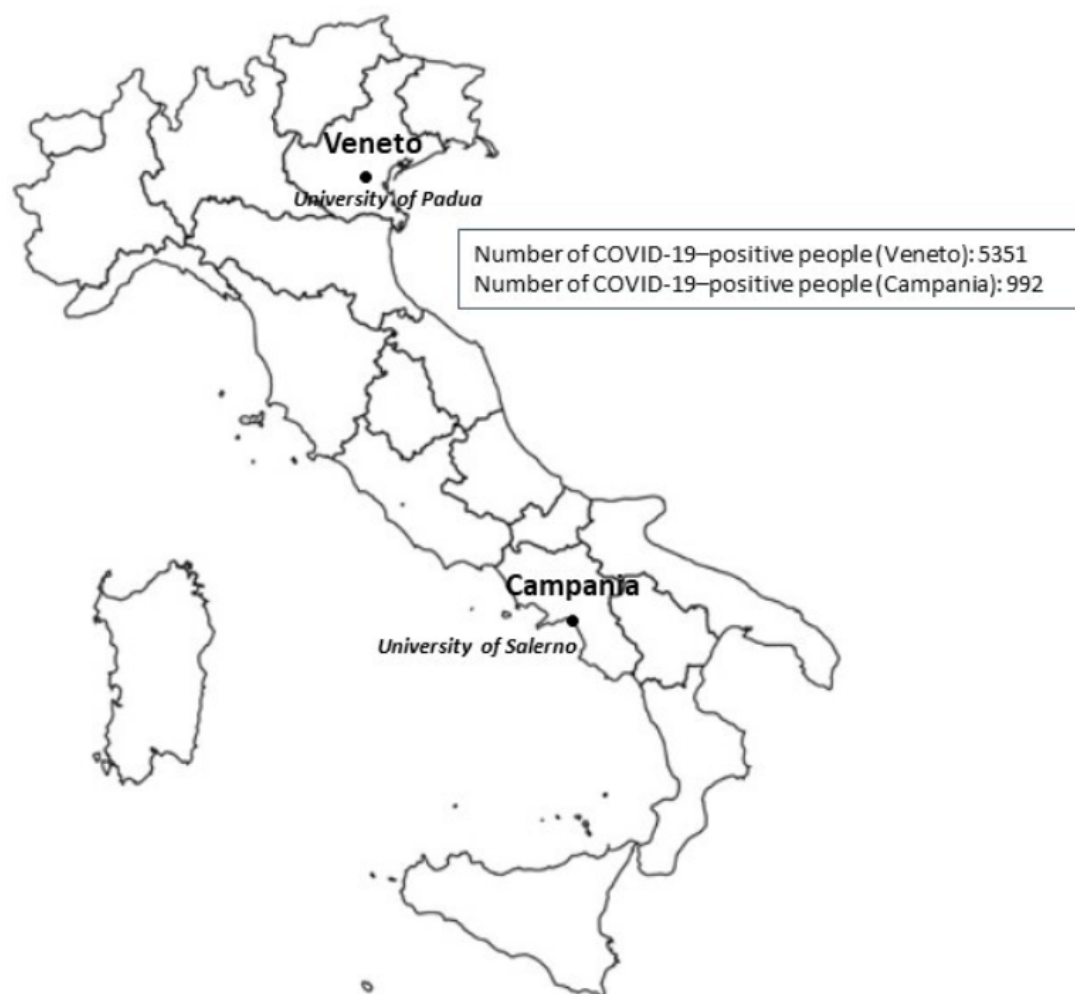 Veneto
University of Padua
Number of COVID-19–positive people (Veneto): 5351
Number of COVID-19–positive people (Campania): 992
Campania
University of Salerno